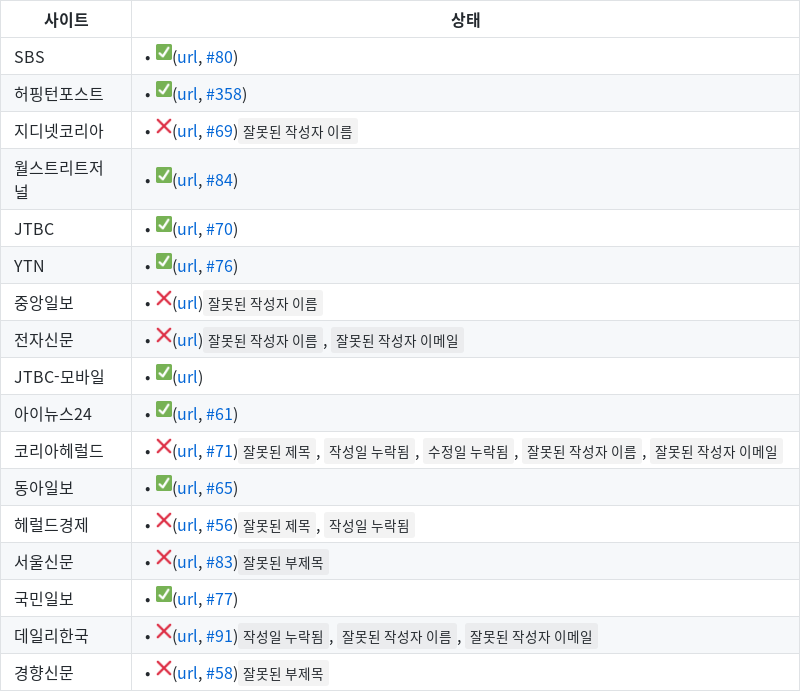 사이트 상태
SBS • ✅(url, #80)
허핑턴포스트 • ✅(url, #358)
지디넷코리아 • ❌(url, #69) 잘못된 작성자 이름
월스트리트저
널 • ✅(url, #84)
JTBC • ✅(url, #70)
YTN • ✅(url, #76)
중앙일보 • ❌(url) 잘못된 작성자 이름
전자신문 • ❌(url) 잘못된 작성자 이름 , 잘못된 작성자 이메일
JTBC-모바일 • ✅(url)
아이뉴스24 • ✅(url, #61)
코리아헤럴드 • ❌(url, #71) 잘못된 제목 , 작성일 누락됨 , 수정일 누락됨 , 잘못된 작성자 이름 , 잘못된 작성자 이메일
동아일보 • ✅(url, #65)
헤럴드경제 • ❌(url, #56) 잘못된 제목 , 작성일 누락됨
서울신문 • ❌(url, #83) 잘못된 부제목
국민일보 • ✅(url, #77)
데일리한국 • ❌(url, #91) 작성일 누락됨 , 잘못된 작성자 이름 , 잘못된 작성자 이메일
경향신문 • ❌(url, #58) 잘못된 부제목